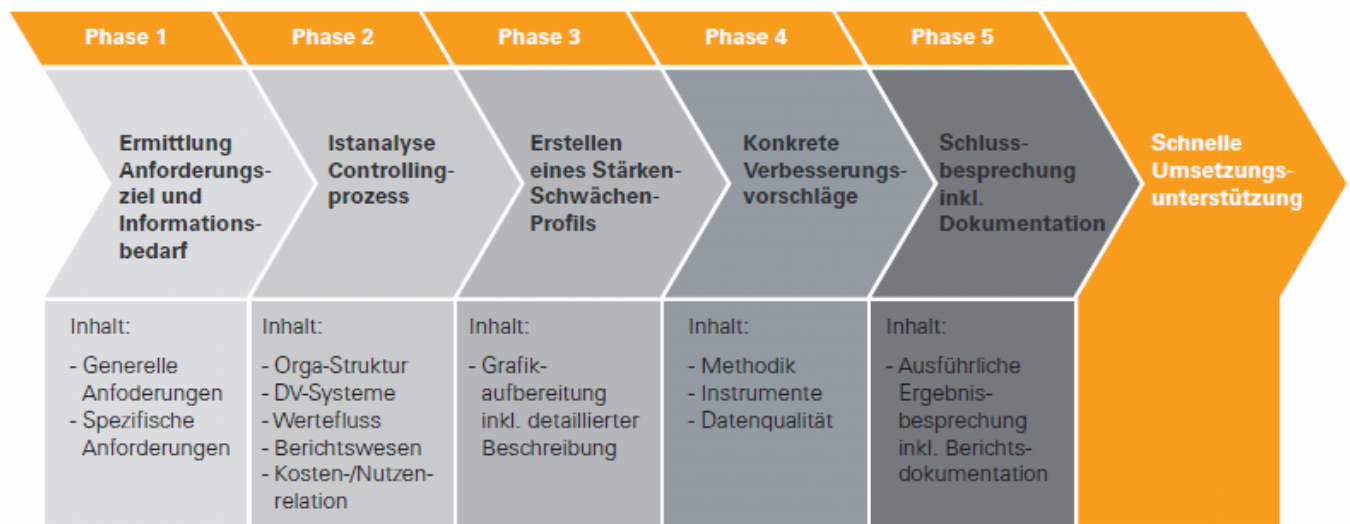 Phase 1
Phase 2
Phase 3
Phase 4
Phase 5
Ermittlung
Anforderungs-
ziel und
Informations-
bedarf
Istanalyse
Controlling-
prozess
Erstellen
eines Stärken-
Schwächen-
Profils
Konkrete
Verbesserungs-
vorschläge
Schluss-
besprechung
inkl.
Dokumentation
Schnelle
Umsetzungs-
unterstützung
Inhalt:
- Generelle
Anfoderungen
- Spezifische
Anforderungen
Inhalt:
- Orga-Struktur
- DV-Systeme
- Wertefluss
- Berichtswesen
- Kosten-/Nutzen-
relation
Inhalt:
- Grafik-
aufbereitung
inkl. detaillierter
Beschreibung
Inhalt:
- Methodik
- Instrumente
- Datenqualität
Inhalt:
- Ausführliche
Ergebnis-
besprechung
inkl. Berichts-
dokumentation